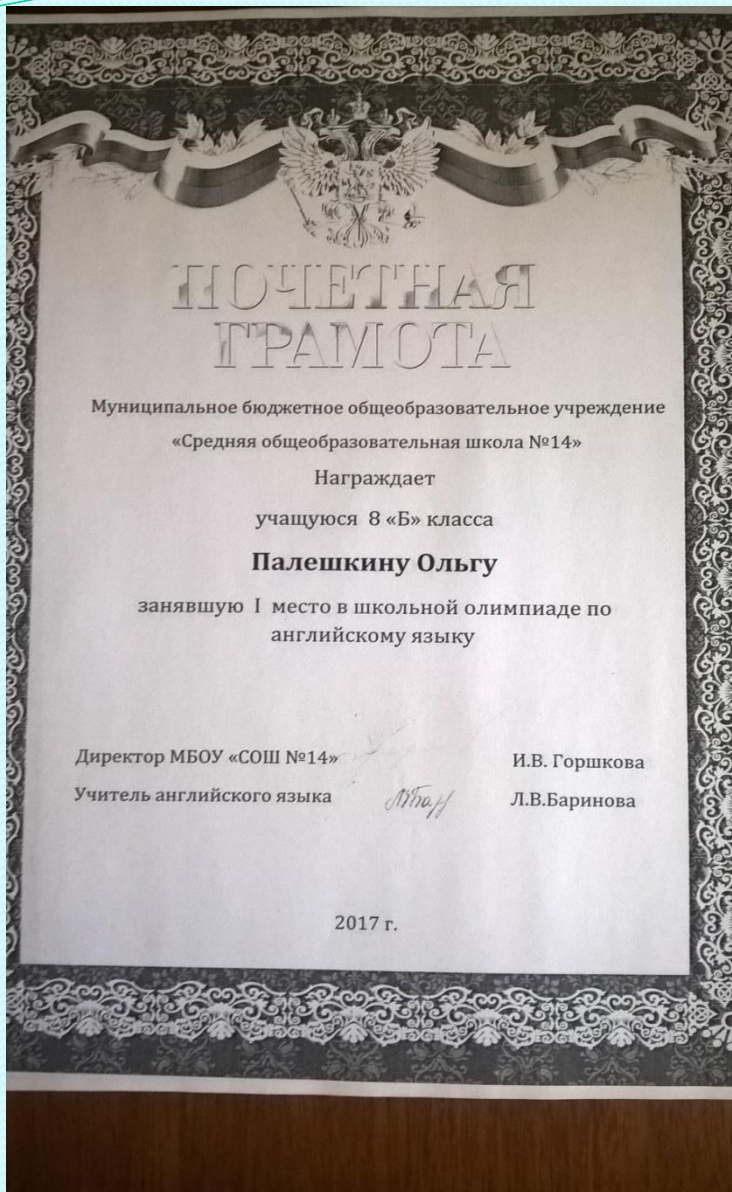 ПОЧЕТНАЯ
ГРАМОТА
Муниципальное бюджетное общеобразовательное учреждение
«Средняя общеобразовательная школа №14»
Награждает
учащуюся 8 «Б» класса
Палешкину Ольгу
занявшую I место в школьной олимпиаде по
английскому языку
Директор МБОУ «СОШ №14» И.В. Горшкова
Учитель английского языка Л.В.Баринова
2017 г.